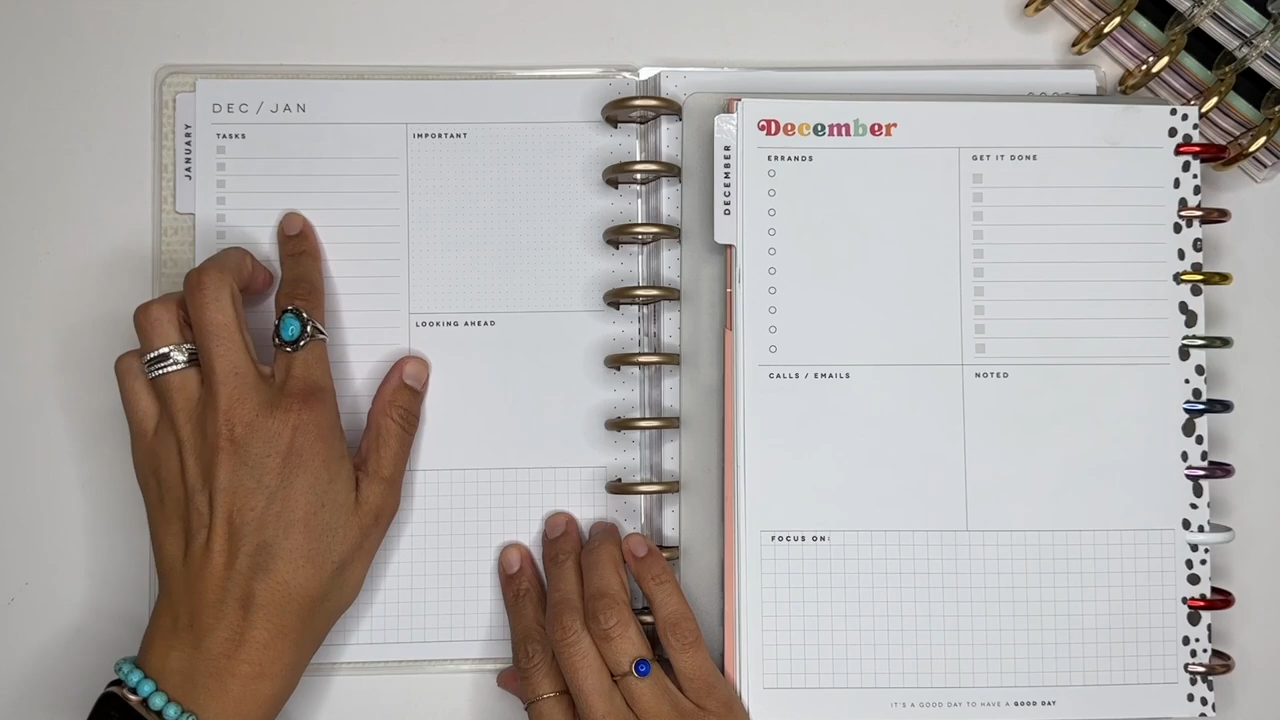 DEC / JAN
JANUARY
TASKS
IMPORTANT
LOOKING AHEAD
December
DECEMBER
ERRANDS
GET IT DONE
CALLS / EMAILS
NOTED
FOCUS ON:
IT'S A GOOD DAY TO HAVE A GOOD DAY